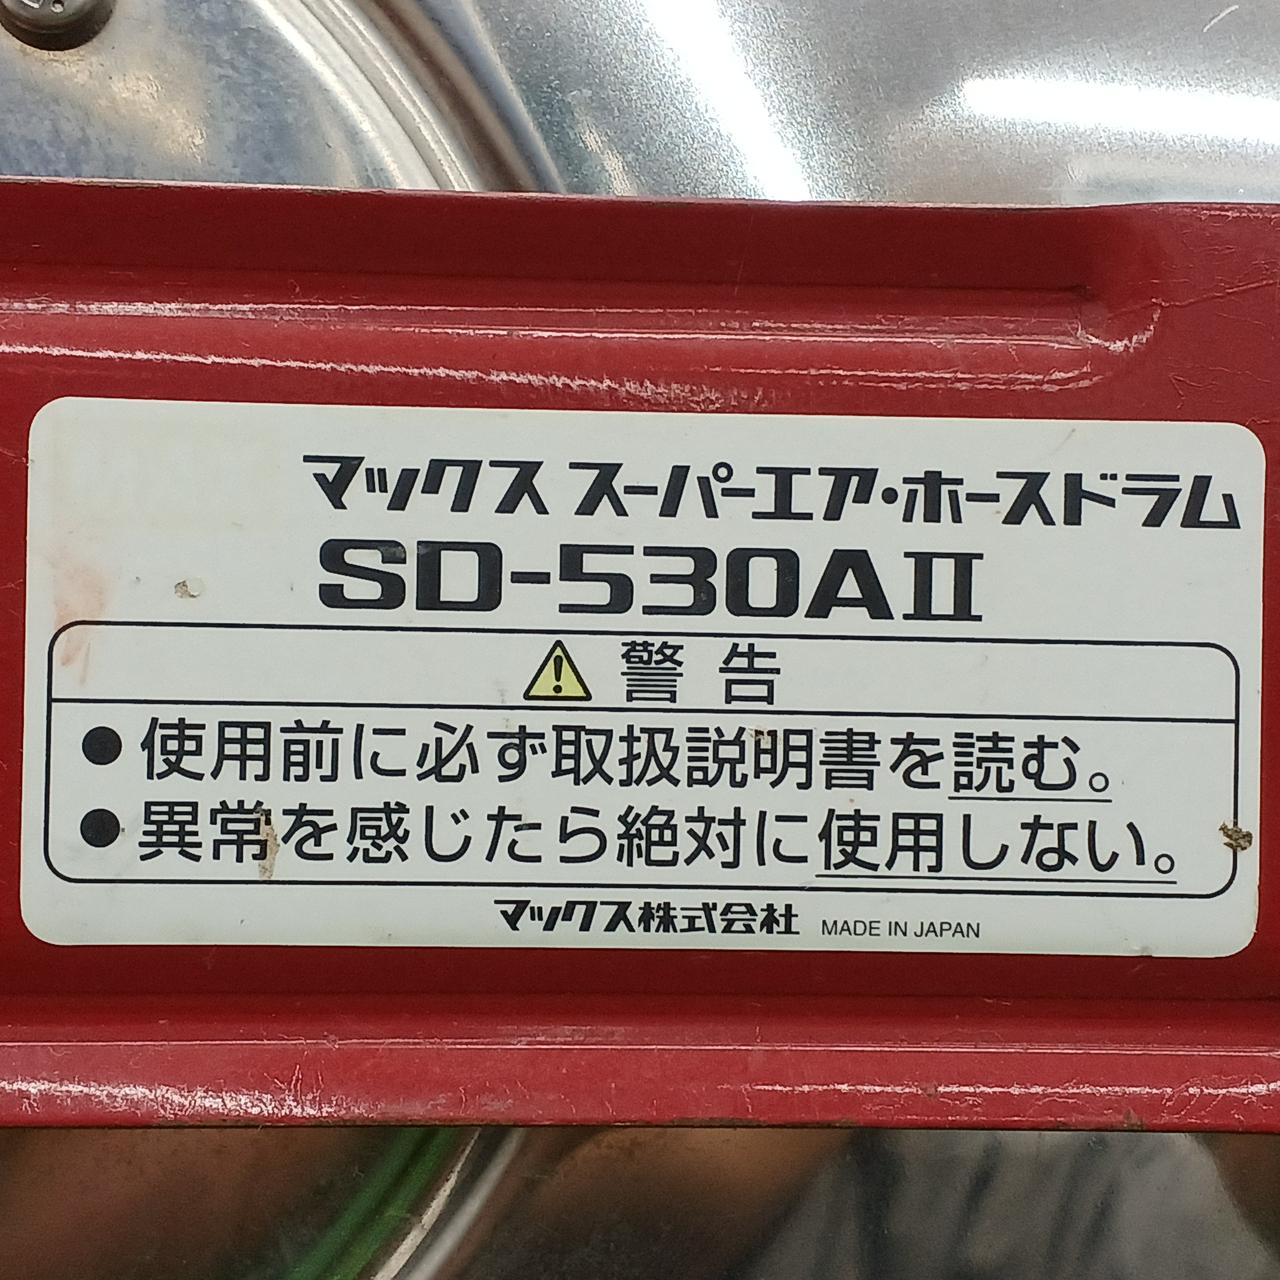 マックス スーパーエア・ホースドラム
SD-530AⅡ
警告
●使用前に必ず取扱説明書を読む。
●異常を感じたら絶対に使用しない。
マックス株式会社 MADE IN JAPAN